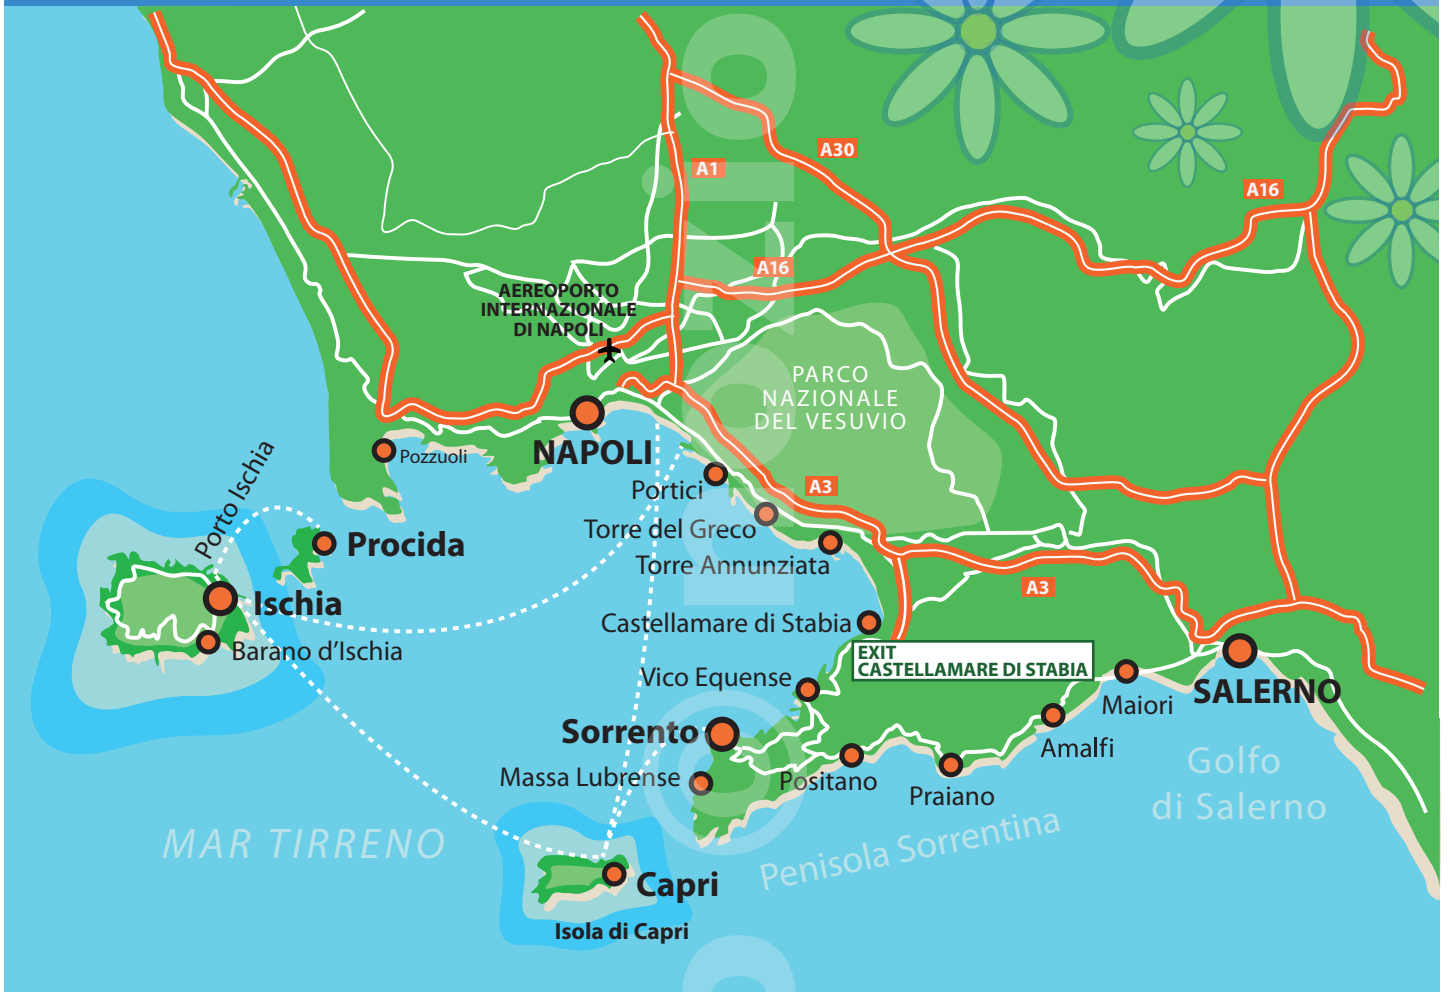 A1
A30
A16
A16
AEREOPORTO
INTERNAZIONALE
DI NAPOLI
PARCO
NAZIONALE
DEL VESUVIO
NAPOLI
Pozzuoli
Portici
A3
Torre del Greco
Torre Annunziata
Porto Ischia
Procida
Ischia
Barano d’Ischia
A3
Castellamare di Stabia
EXIT
CASTELLAMARE DI STABIA
Vico Equense
Sorrento
Massa Lubrense
Positano
Praiano
Amalfi
Maiori
SALERNO
Golfo
di Salerno
MAR TIRRENO
Penisola Sorrentina
Capri
Isola di Capri